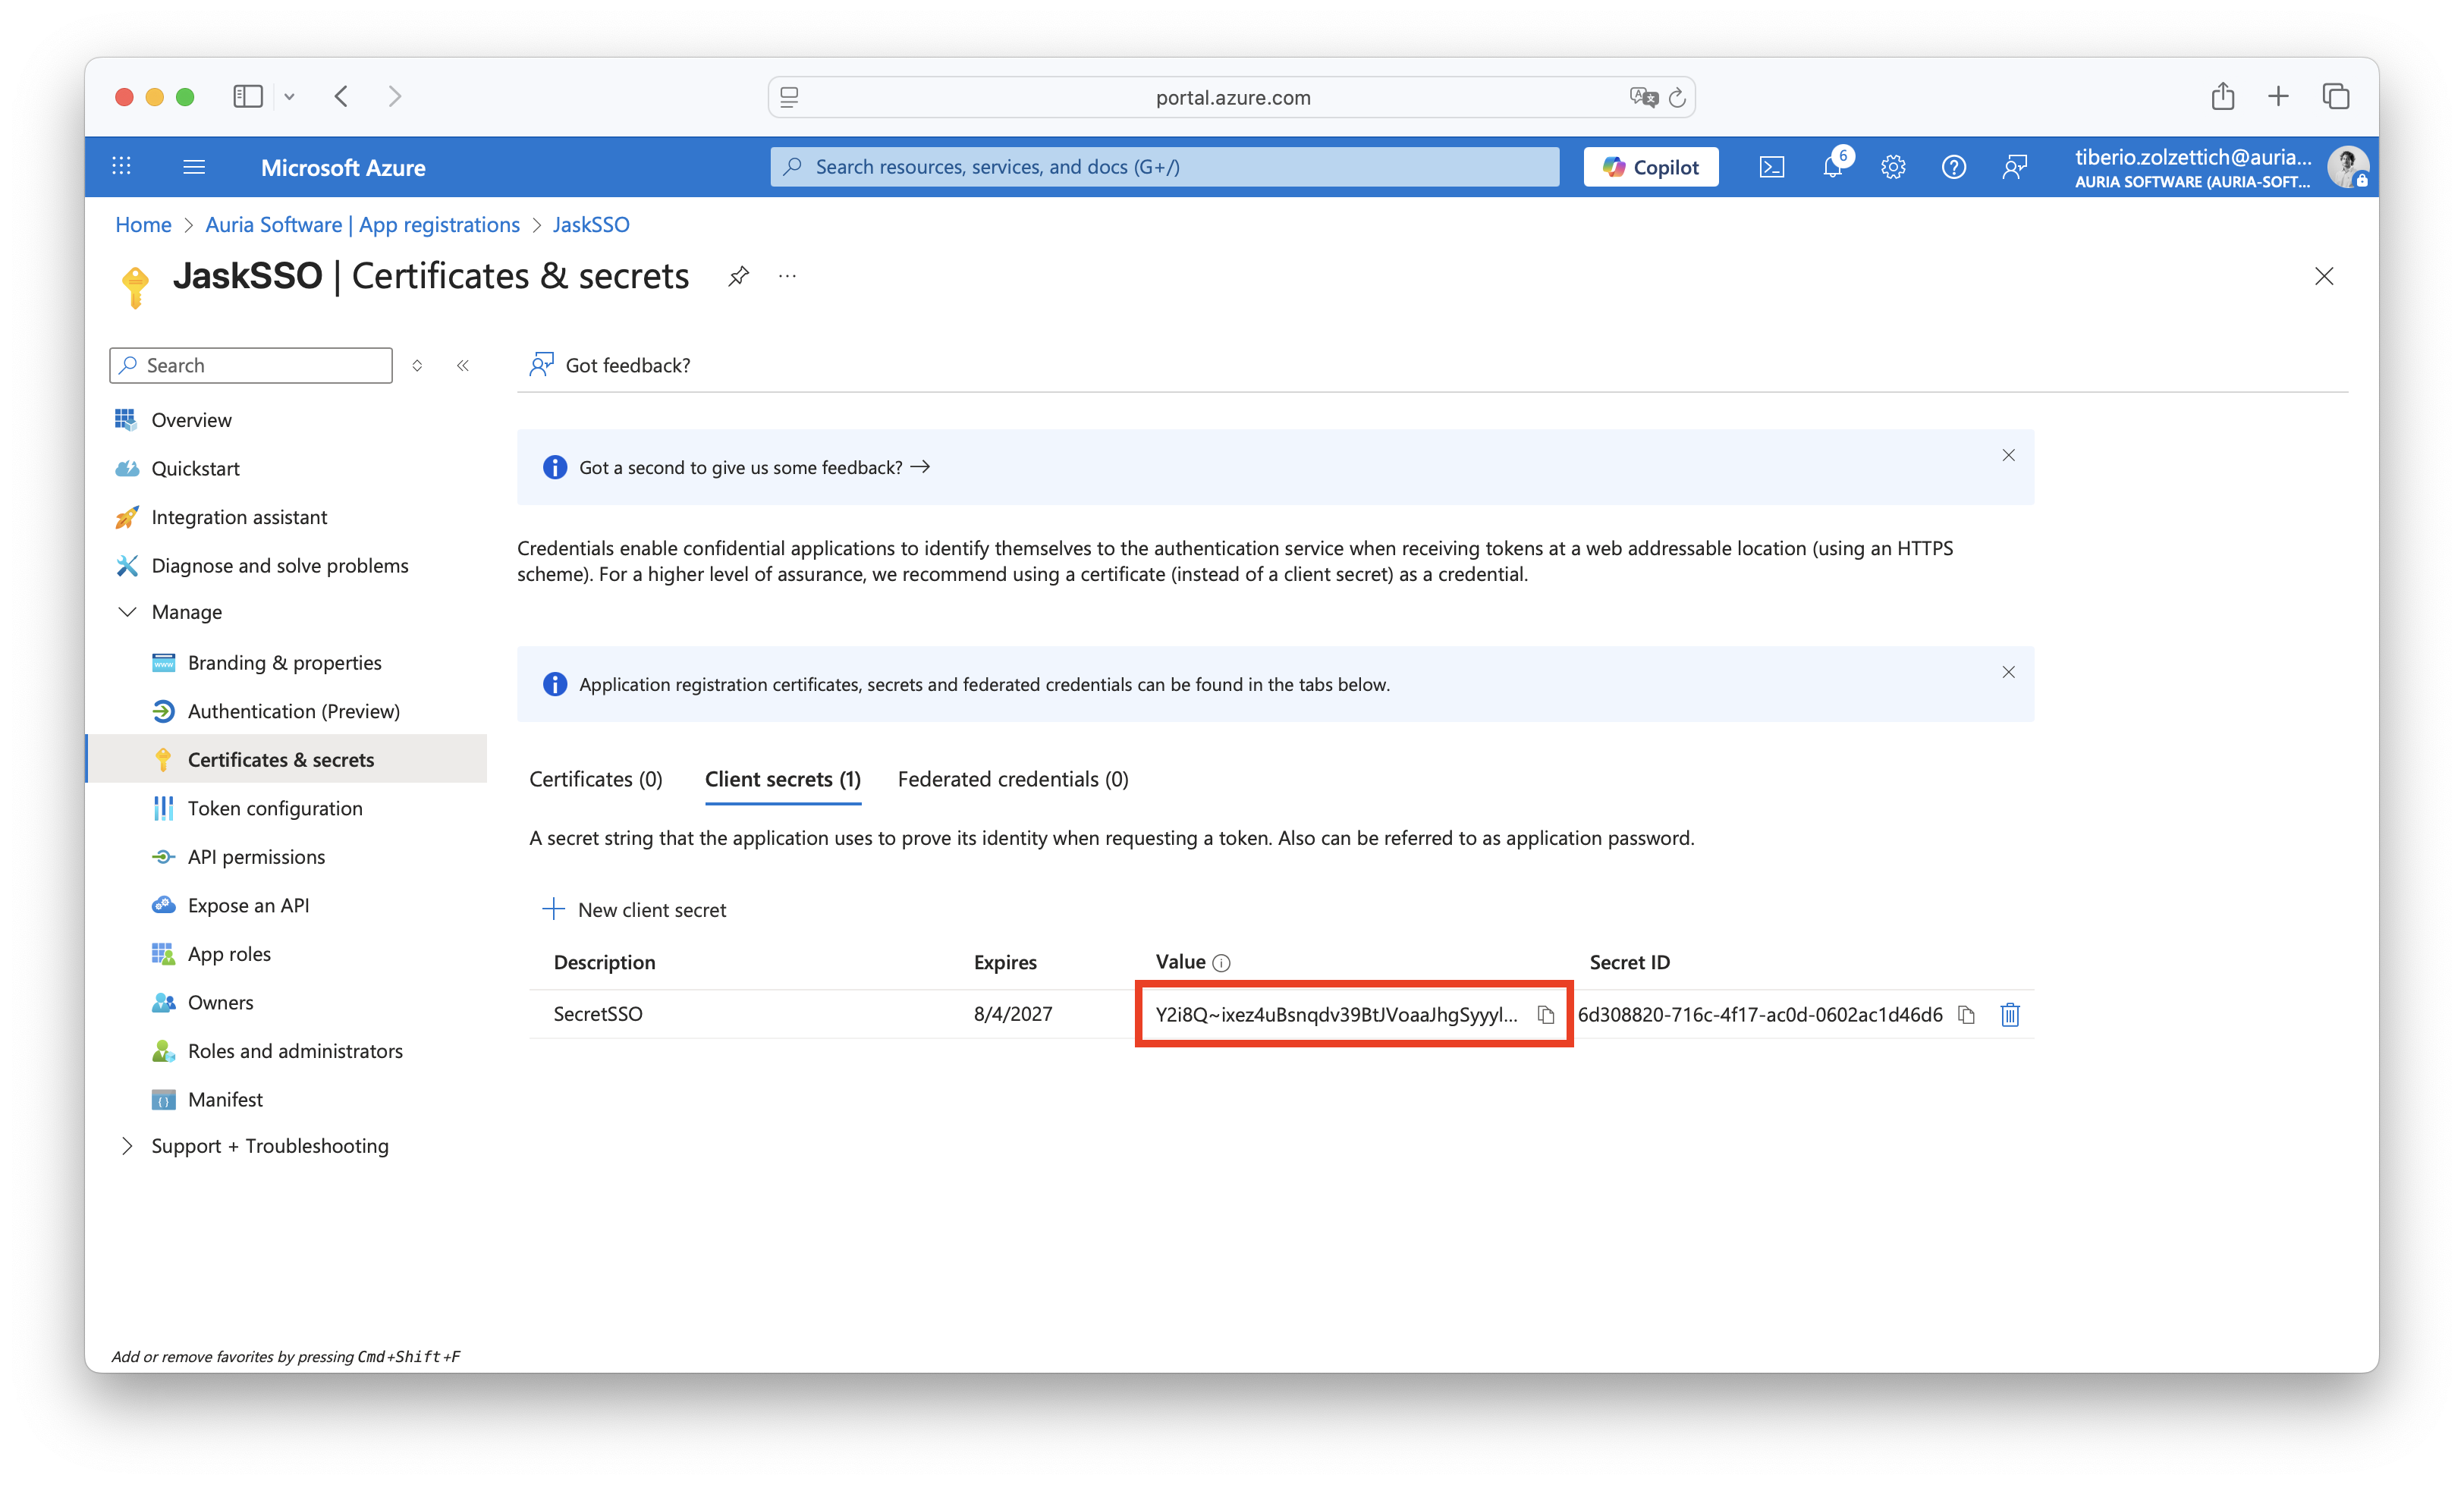 portal.azure.com
Microsoft Azure
Search resources, services, and docs (G+/)
Copilot
6
tiberio.zolzettich@auria...
AURIA SOFTWARE (AURIA-SOFT...
Home > Auria Software | App registrations > JaskSSO
JaskSSO | Certificates & secrets
Search
Got feedback?
Overview
Quickstart
Integration assistant
Diagnose and solve problems
Manage
Branding & properties
Authentication (Preview)
Certificates & secrets
Token configuration
API permissions
Expose an API
App roles
Owners
Roles and administrators
Manifest
Support + Troubleshooting
Got a second to give us some feedback?
Credentials enable confidential applications to identify themselves to the authentication service when receiving tokens at a web addressable location (using an HTTPS
scheme). For a higher level of assurance, we recommend using a certificate (instead of a client secret) as a credential.
Application registration certificates, secrets and federated credentials can be found in the tabs below.
Certificates (0) Client secrets (1) Federated credentials (0)
A secret string that the application uses to prove its identity when requesting a token. Also can be referred to as application password.
New client secret
Description Expires Value Secret ID
SecretSSO 8/4/2027 Y2i8Q~ixez4uBsnqdv39BtJVoaaJhgSyyyl... 6d308820-716c-4f17-ac0d-0602ac1d46d6
Add or remove favorites by pressing Cmd+Shift+F